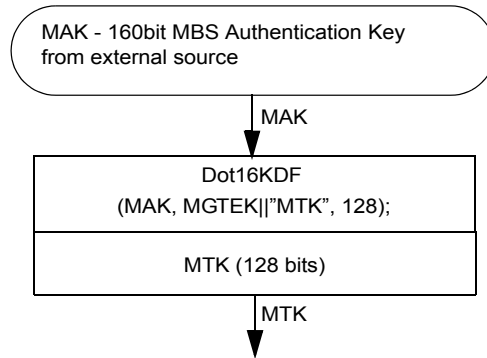 MAK - 160bit MBS Authentication Key
from external source
MAK
Dot16KDF
(MAK, MGTEK||”MTK”, 128);
MTK (128 bits)
MTK